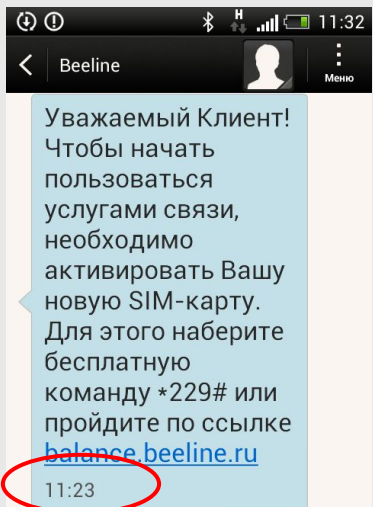 H 11:32
Beeline
Меню
Уважаемый Клиент!
Чтобы начать
пользоваться
услугами связи,
необходимо
активировать Вашу
новую SIM-карту.
Для этого наберите
бесплатную
команду *229# или
пройдите по ссылке
balance.beeline.ru
11:23